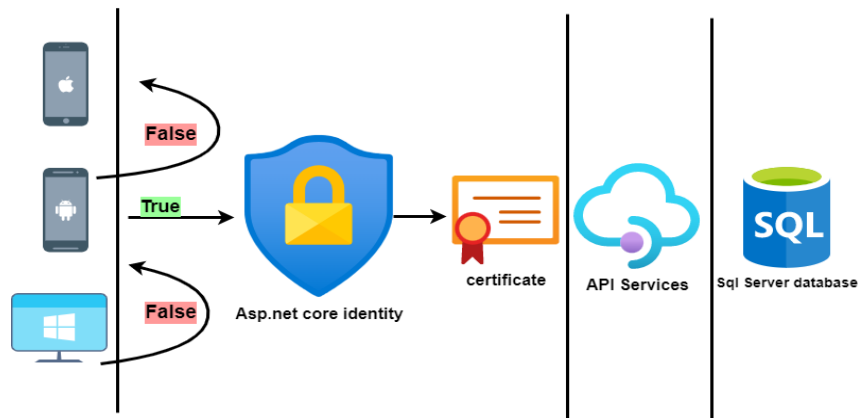 False
True
False
Asp.net core identity
certificate
API Services
SQL
Sql Server database